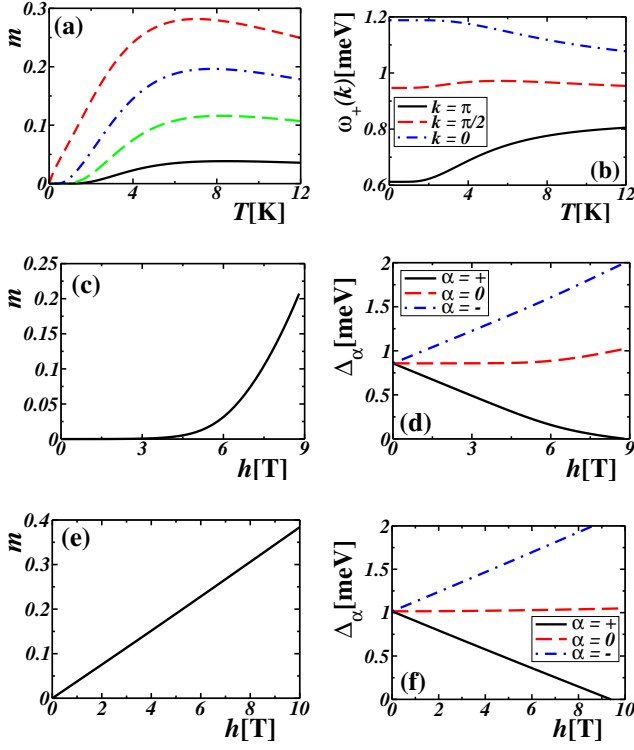 (a)
m
0.3
0.2
0.1
0
0 4 8 12
T[K]
(b)
ω+(k)[meV]
1.2
1
0.8
0.6
k = π
k = π/2
k = 0
0 4 8 12
T[K]
(c)
m
0.25
0.2
0.15
0.1
0.05
0
0 3 6 9
h[T]
(d)
Δα[meV]
2
1.5
1
0.5
0
α = +
α = 0
α = -
0 3 6 9
h[T]
(e)
m
0.4
0.3
0.2
0.1
0
0 2 4 6 8 10
h[T]
(f)
Δα[meV]
2
1.5
1
0.5
0
α = +
α = 0
α = -
0 2 4 6 8 10
h[T]